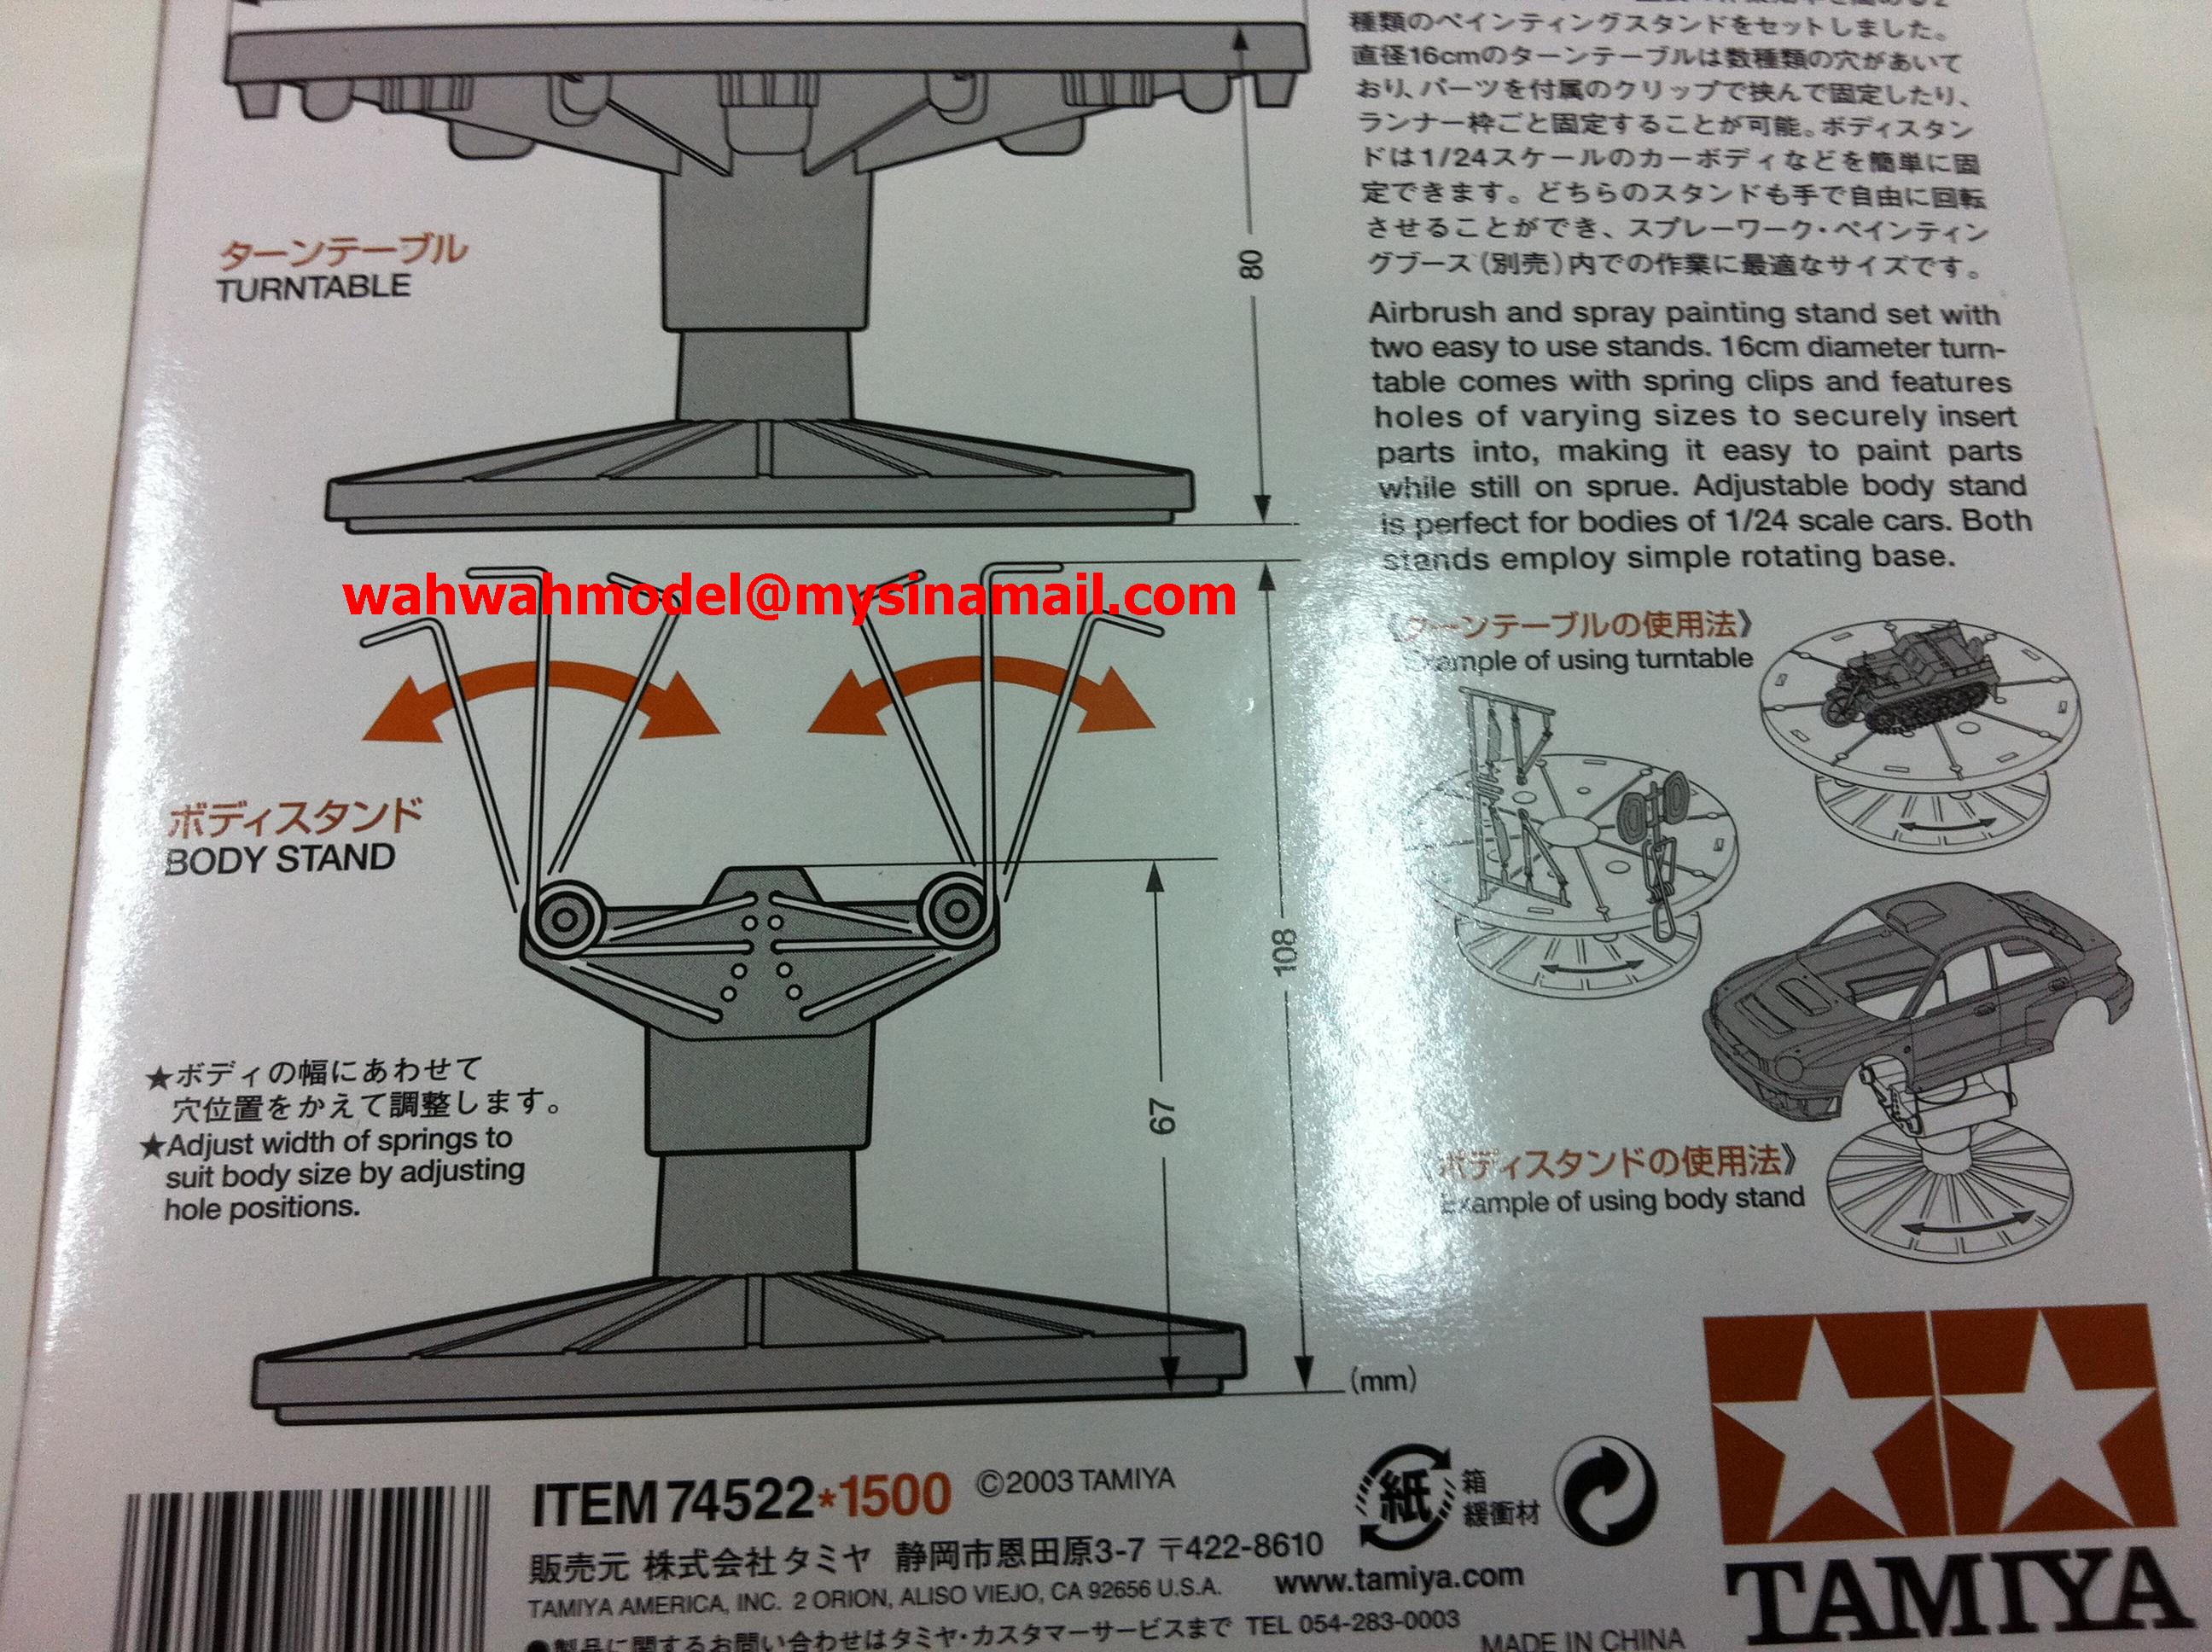 種類のペインティングスタンドをセットしました。
直径16cmのターンテーブルは数種類の穴があいて
おり、パーツを付属のクリップで挟んで固定したり、
ランナー枠ごと固定することが可能。ボディスタン
ドは1/24スケールのカーボディなどを簡単に固
定できます。どちらのスタンドも手で自由に回転
させることができ、スプレーワーク・ペインティン
グブース(別売)内での作業に最適なサイズです。
Airbrush and spray painting stand set with
two easy to use stands. 16cm diameter turn-
table comes with spring clips and features
holes of varying sizes to securely insert
parts into, making it easy to paint parts
while still on sprue. Adjustable body stand
is perfect for bodies of 1/24 scale cars. Both
stands employ simple rotating base.
ターンテーブル
TURNTABLE
80
wahwahmodel@mysinamail.com
《ターンテーブルの使用法》
Example of using turntable
ボディスタンド
BODY STAND
108
67
★ボディの幅にあわせて
穴位置をかえて調整します。
★Adjust width of springs to
suit body size by adjusting
hole positions.
《ボディスタンドの使用法》
Example of using body stand
(mm)
ITEM 74522*1500 ©2003 TAMIYA
紙 箱
緩衝材
販売元 株式会社タミヤ 静岡市恩田原3-7 〒422-8610
TAMIYA AMERICA, INC. 2 ORION, ALISO VIEJO, CA 92656 U.S.A. www.tamiya.com
●製品に関するお問い合わせはタミヤ・カスタマーサービスまで TEL 054-283-0003
MADE IN CHINA
TAMIYA